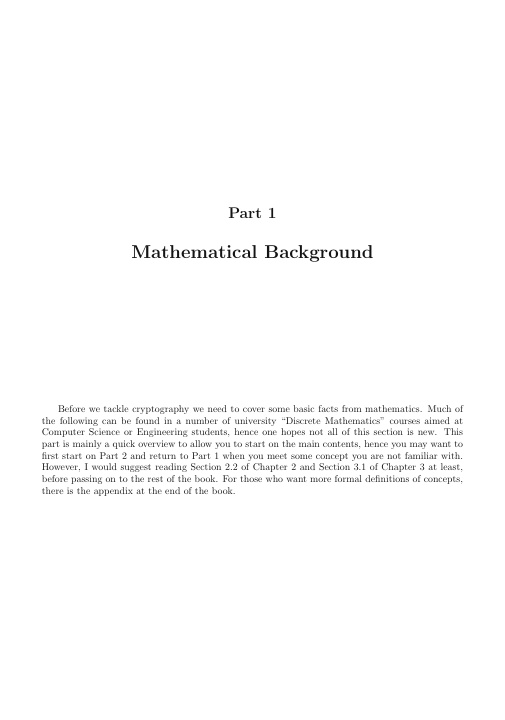 Part 1
Mathematical Background
Before we tackle cryptography we need to cover some basic facts from mathematics. Much of
the following can be found in a number of university “Discrete Mathematics” courses aimed at
Computer Science or Engineering students, hence one hopes not all of this section is new. This
part is mainly a quick overview to allow you to start on the main contents, hence you may want to
first start on Part 2 and return to Part 1 when you meet some concept you are not familiar with.
However, I would suggest reading Section 2.2 of Chapter 2 and Section 3.1 of Chapter 3 at least,
before passing on to the rest of the book. For those who want more formal definitions of concepts,
there is the appendix at the end of the book.